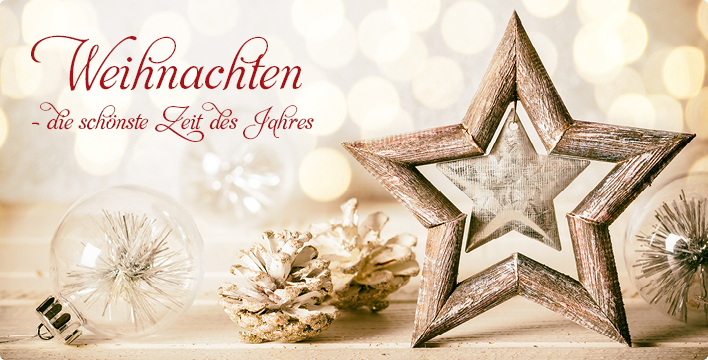 Weihnachten
- die schönste Zeit des Jahres